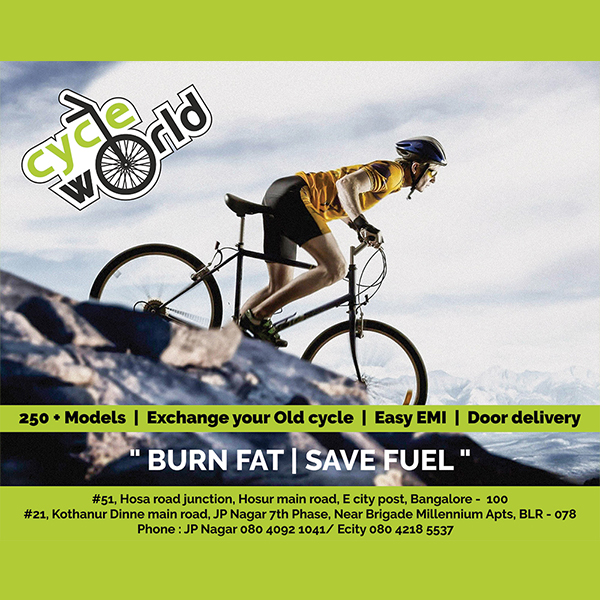 cycle
world
250 + Models | Exchange your Old cycle | Easy EMI | Door delivery
" BURN FAT | SAVE FUEL "
#51, Hosa road junction, Hosur main road, E city post, Bangalore - 100
#21, Kothanur Dinne main road, JP Nagar 7th Phase, Near Brigade Millennium Apts, BLR - 078
Phone : JP Nagar 080 4092 1041/ Ecity 080 4218 5537